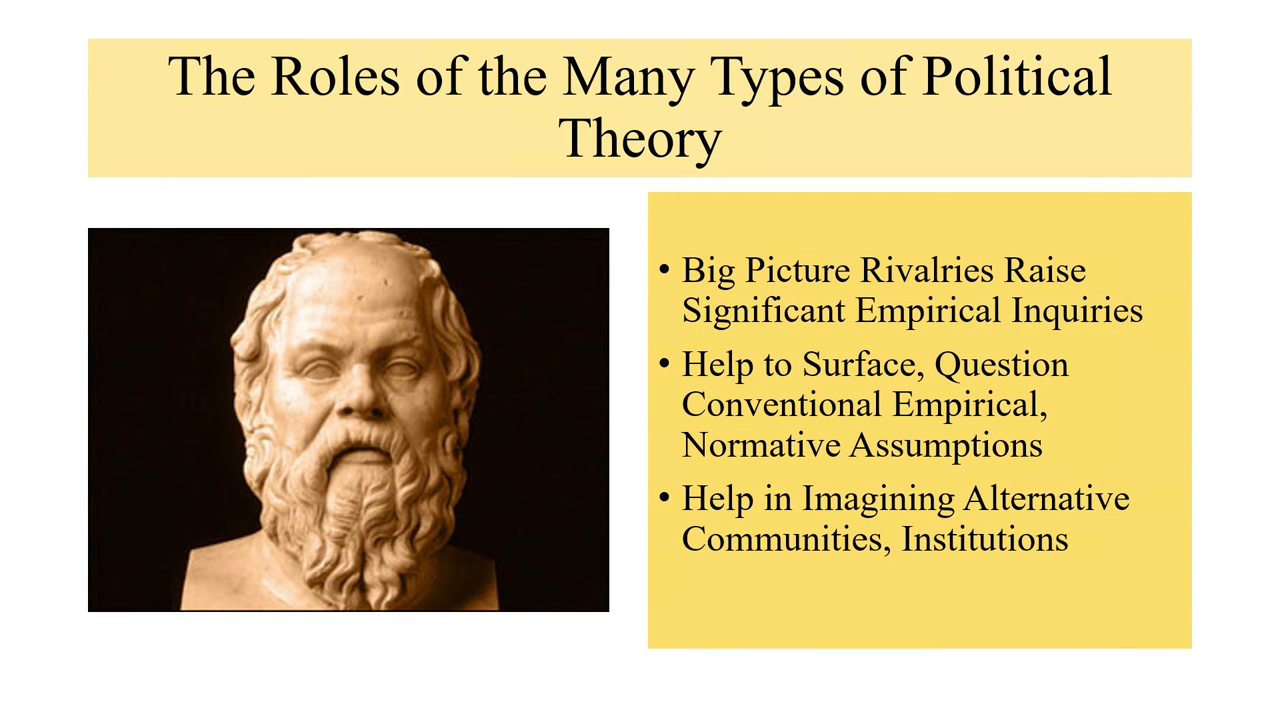 The Roles of the Many Types of Political
Theory
• Big Picture Rivalries Raise
Significant Empirical Inquiries
• Help to Surface, Question
Conventional Empirical,
Normative Assumptions
• Help in Imagining Alternative
Communities, Institutions